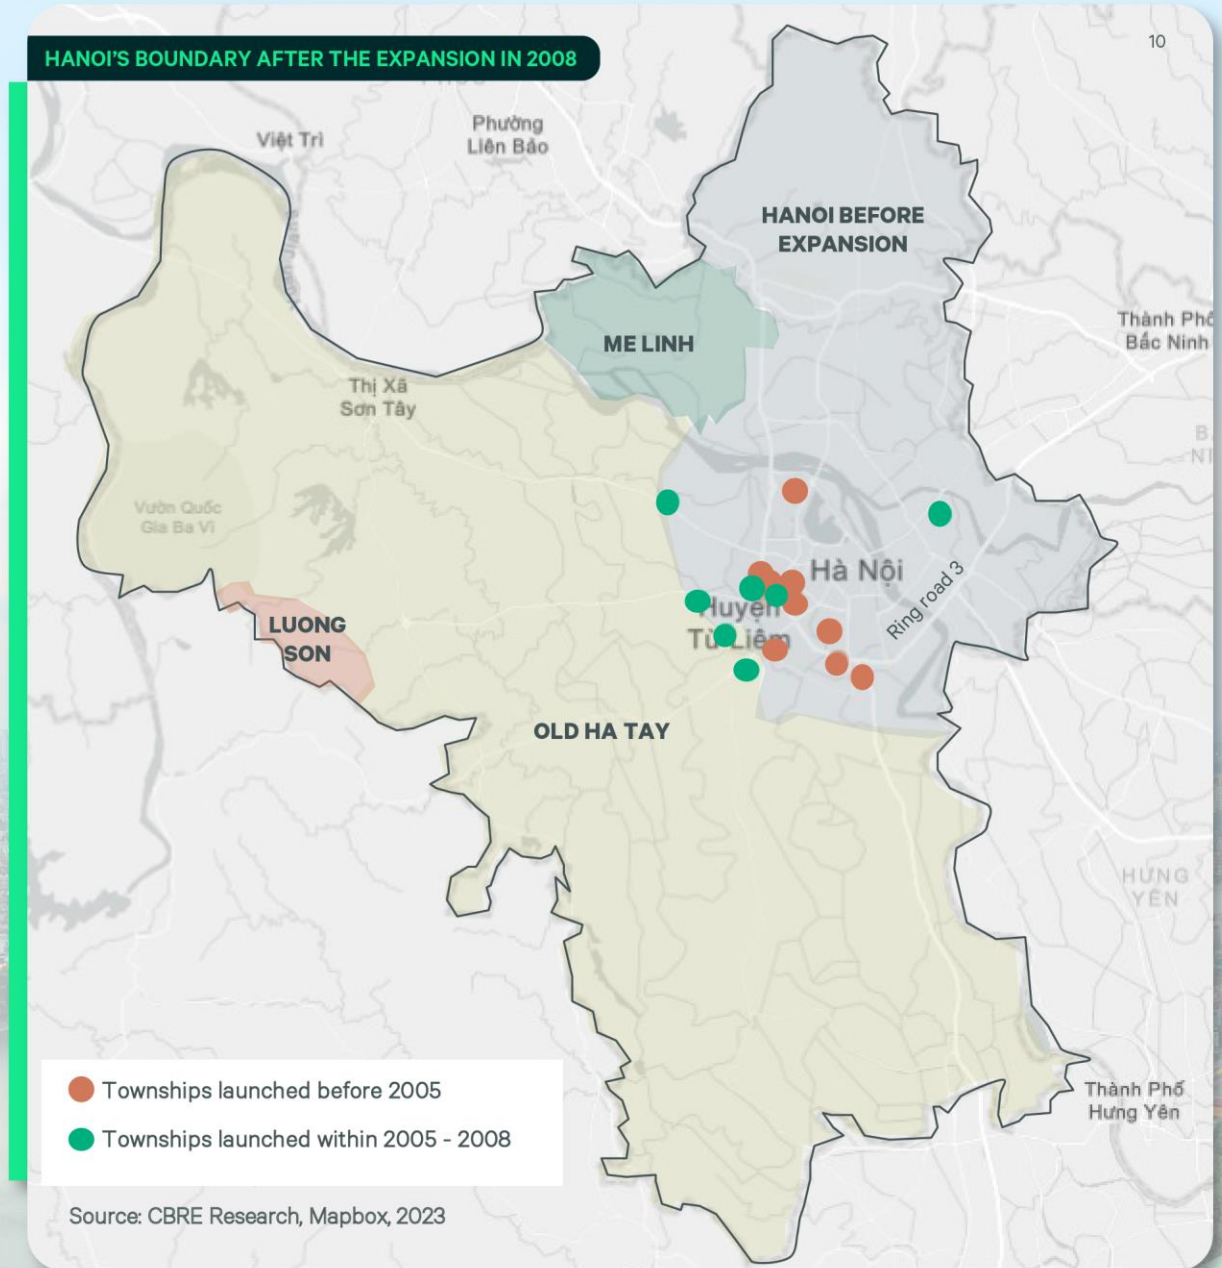 HANOI'S BOUNDARY AFTER THE EXPANSION IN 2008
10
Việt Trì
Phường
Liên Bảo
HANOI BEFORE
EXPANSION
Thành Phố
Bắc Ninh
ME LINH
Thị Xã
Sơn Tây
Vườn Quốc
Gia Ba Vì
Hà Nội
Ring road 3
Huyện
Từ Liêm
LUONG
SON
OLD HA TAY
HƯNG
YÊN
Thành Phố
Hưng Yên
Townships launched before 2005
Townships launched within 2005 - 2008
Source: CBRE Research, Mapbox, 2023